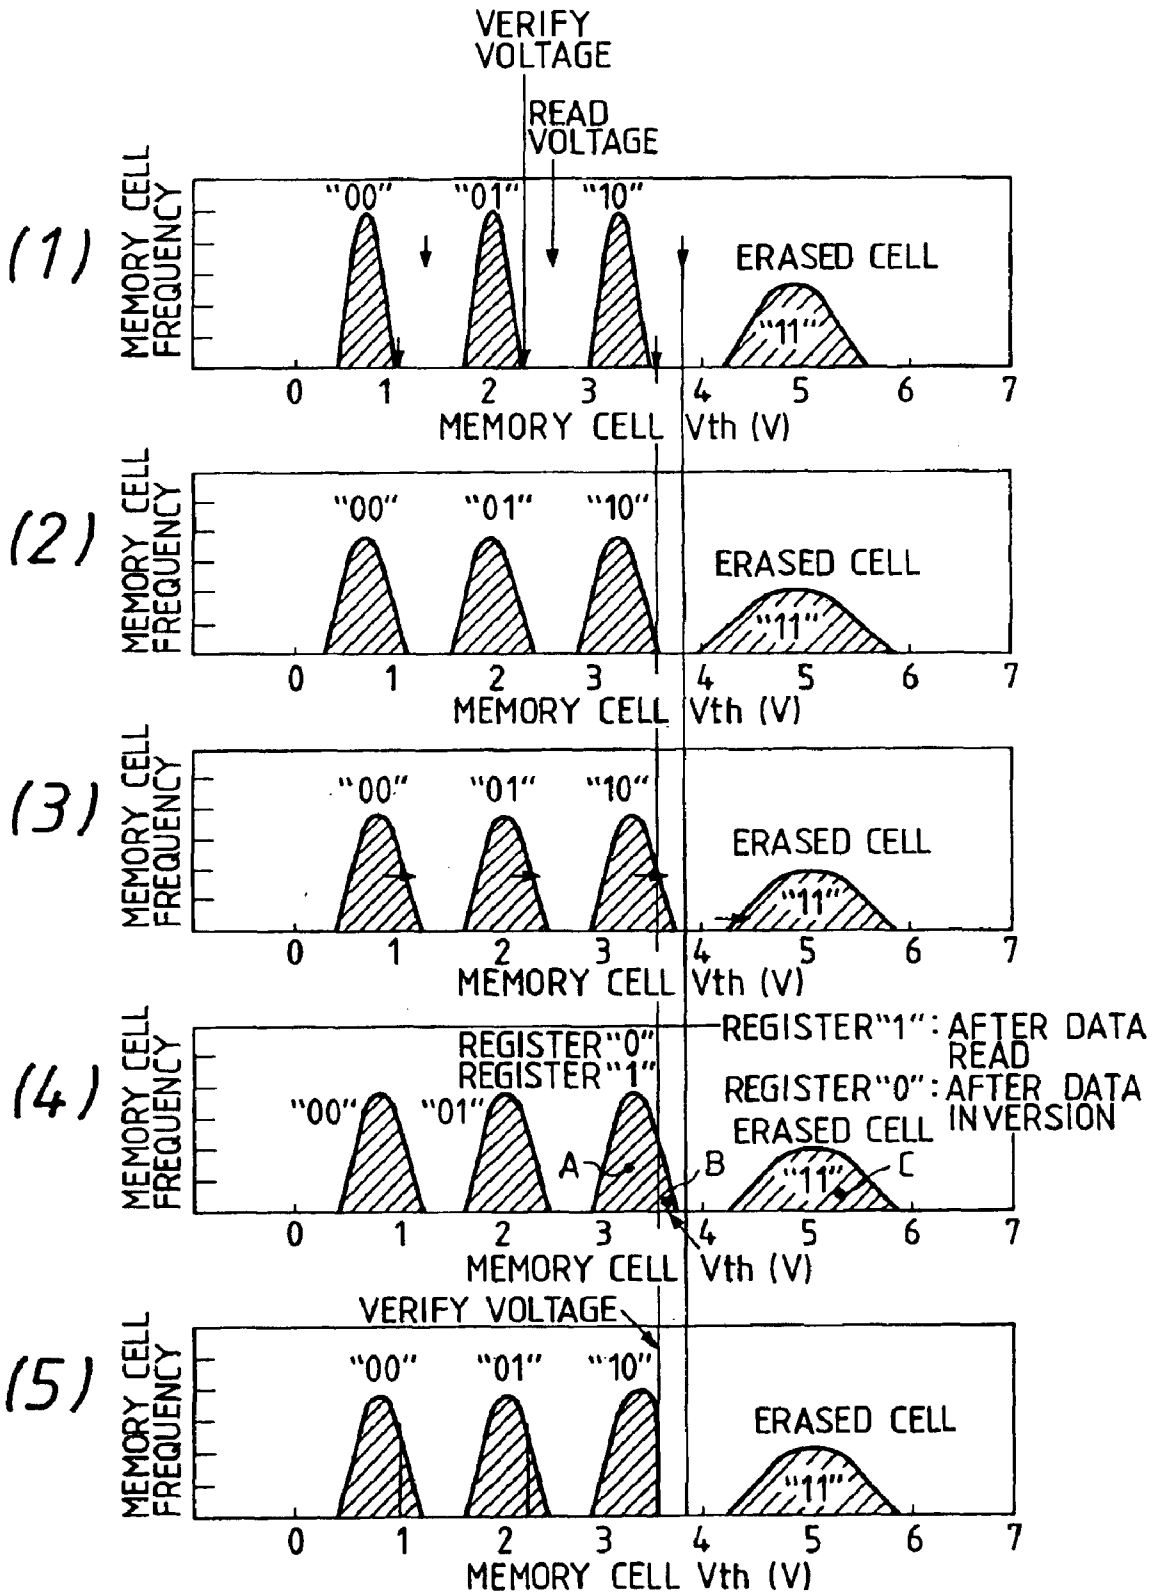 VERIFY
VOLTAGE
READ
VOLTAGE
(1)
MEMORY CELL
FREQUENCY
"00" "01" "10"
ERASED CELL
"11"
0 1 2 3 4 5 6 7
MEMORY CELL Vth (V)
(2)
MEMORY CELL
FREQUENCY
"00" "01" "10"
ERASED CELL
"11"
0 1 2 3 4 5 6 7
MEMORY CELL Vth (V)
(3)
MEMORY CELL
FREQUENCY
"00" "01" "10"
ERASED CELL
"11"
0 1 2 3 4 5 6 7
MEMORY CELL Vth (V)
(4)
MEMORY CELL
FREQUENCY
REGISTER "0"
REGISTER "1"
REGISTER "1": AFTER DATA
READ
REGISTER "0": AFTER DATA
INVERSION
"00" "01"
ERASED CELL
A B "11" C
0 1 2 3 4 5 6 7
MEMORY CELL Vth (V)
VERIFY VOLTAGE
(5)
MEMORY CELL
FREQUENCY
"00" "01" "10"
ERASED CELL
"11"
0 1 2 3 4 5 6 7
MEMORY CELL Vth (V)